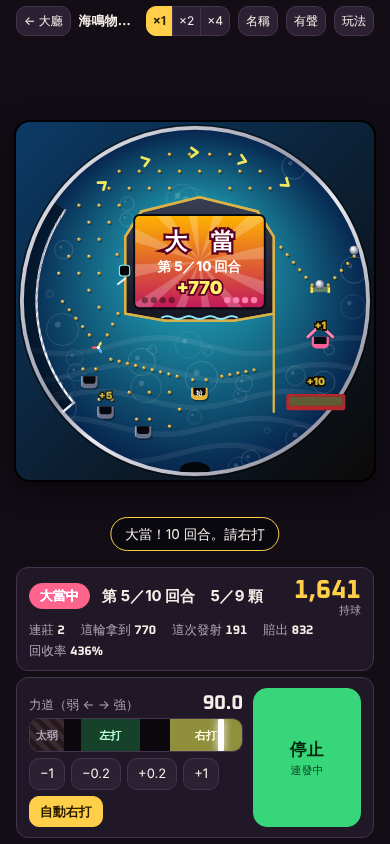 ← 大廳 海鳴物… ×1 ×2 ×4 名稱 有聲 玩法
大 當
第 5／10 回合
+770
+1
+10
+5
始
大當！10 回合。請右打
大當中 第 5／10 回合 5／9 顆 1,641
持球
連莊 2 這輪拿到 770 這次發射 191 賠出 832
回收率 436%
力道（弱 ← → 強） 90.0
太弱 左打 右打
−1 −0.2 +0.2 +1
自動右打
停止
連發中